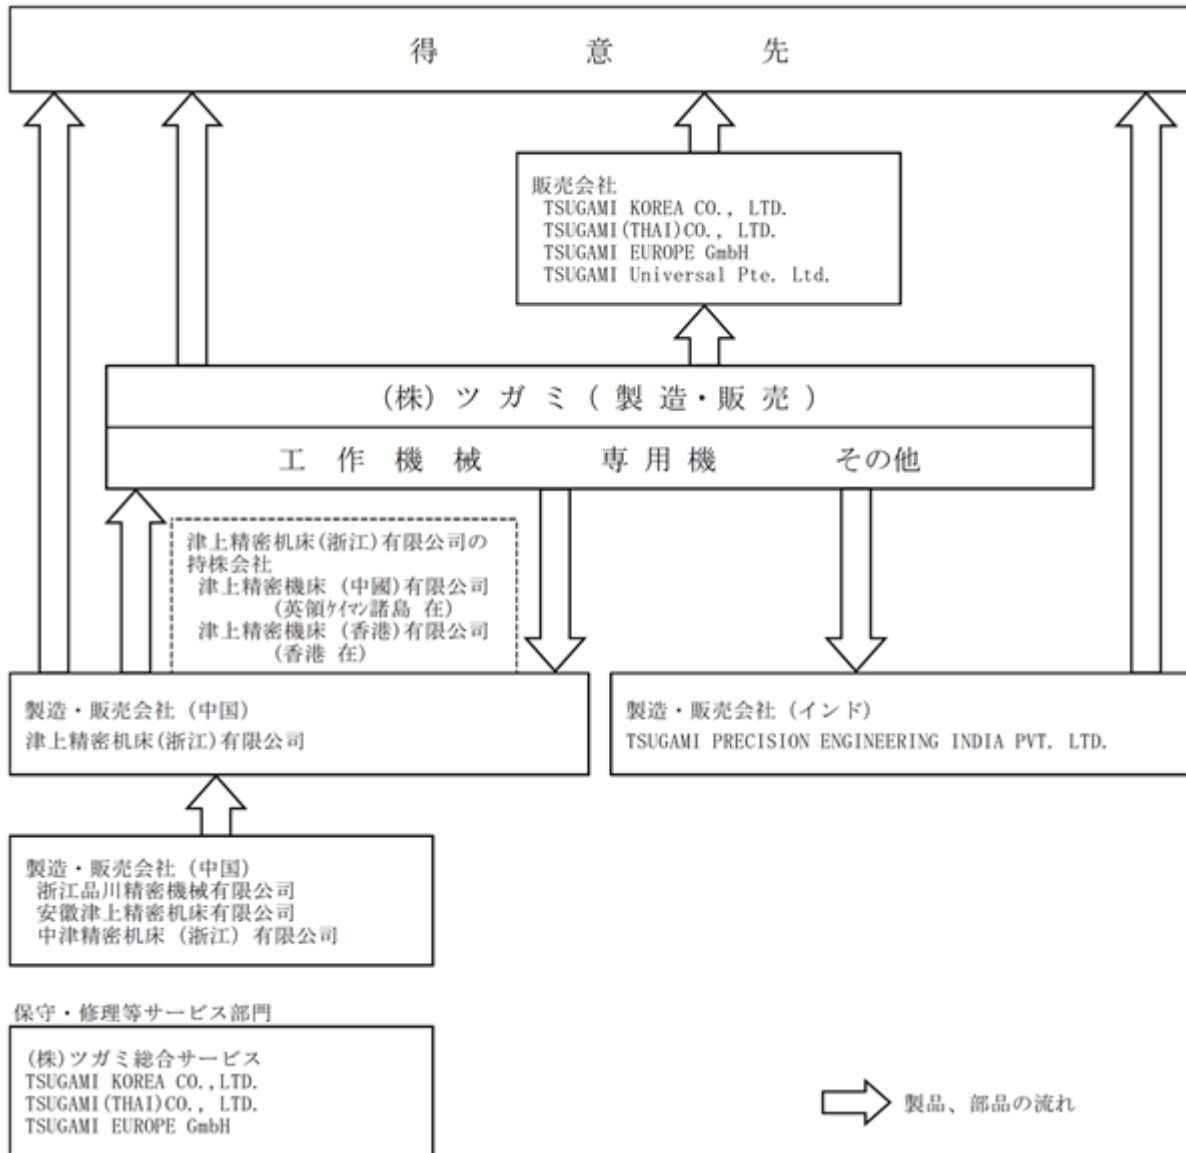 得意先
販売会社
TSUGAMI KOREA CO., LTD.
TSUGAMI(THAI)CO., LTD.
TSUGAMI EUROPE GmbH
TSUGAMI Universal Pte. Ltd.
(株)ツガミ(製造・販売)
工作機械 専用機 その他
津上精密机床(浙江)有限公司の
持株会社
津上精密機床 (中國)有限公司
(英領ｹｲﾏﾝ諸島 在)
津上精密機床 (香港)有限公司
(香港 在)
製造・販売会社 (中国)
津上精密机床(浙江)有限公司
製造・販売会社 (インド)
TSUGAMI PRECISION ENGINEERING INDIA PVT. LTD.
製造・販売会社 (中国)
浙江品川精密機械有限公司
安徽津上精密机床有限公司
中津精密机床 (浙江) 有限公司
保守・修理等サービス部門
(株)ツガミ総合サービス
TSUGAMI KOREA CO.,LTD.
TSUGAMI(THAI)CO., LTD.
TSUGAMI EUROPE GmbH
製品、部品の流れ